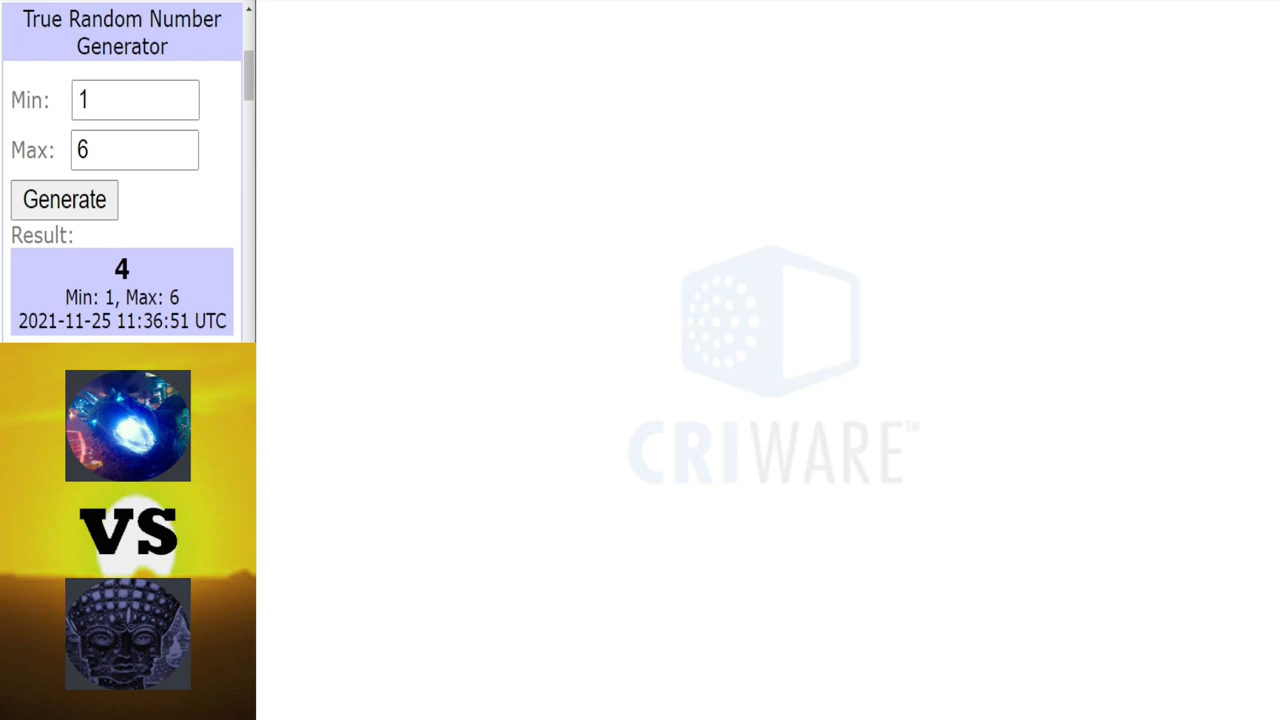 True Random Number
Generator
Min: 1
Max: 6
Generate
Result:
4
Min: 1, Max: 6
2021-11-25 11:36:51 UTC
VS
CRIWARE™